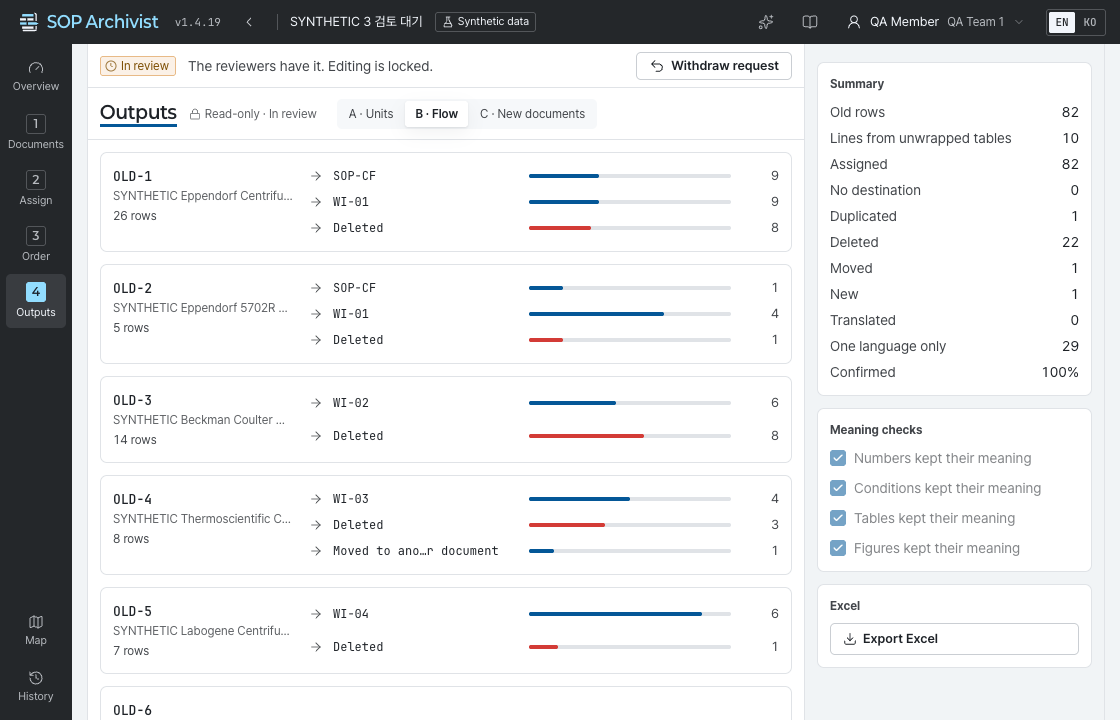 SOP Archivist v1.4.19 SYNTHETIC 3 검토 대기 Synthetic data QA Member QA Team 1 EN KO
Overview
1
Documents
2
Assign
3
Order
4
Outputs
Map
History
In review The reviewers have it. Editing is locked. Withdraw request
Outputs Read-only · In review A · Units B · Flow C · New documents
OLD-1
SYNTHETIC Eppendorf Centrifu...
26 rows
SOP-CF 9
WI-01 9
Deleted 8
OLD-2
SYNTHETIC Eppendorf 5702R ...
5 rows
SOP-CF 1
WI-01 4
Deleted 1
OLD-3
SYNTHETIC Beckman Coulter ...
14 rows
WI-02 6
Deleted 8
OLD-4
SYNTHETIC Thermoscientific C...
8 rows
WI-03 4
Deleted 3
Moved to ano…r document 1
OLD-5
SYNTHETIC Labogene Centrifu...
7 rows
WI-04 6
Deleted 1
OLD-6
Summary
Old rows 82
Lines from unwrapped tables 10
Assigned 82
No destination 0
Duplicated 1
Deleted 22
Moved 1
New 1
Translated 0
One language only 29
Confirmed 100%
Meaning checks
Numbers kept their meaning
Conditions kept their meaning
Tables kept their meaning
Figures kept their meaning
Excel
Export Excel